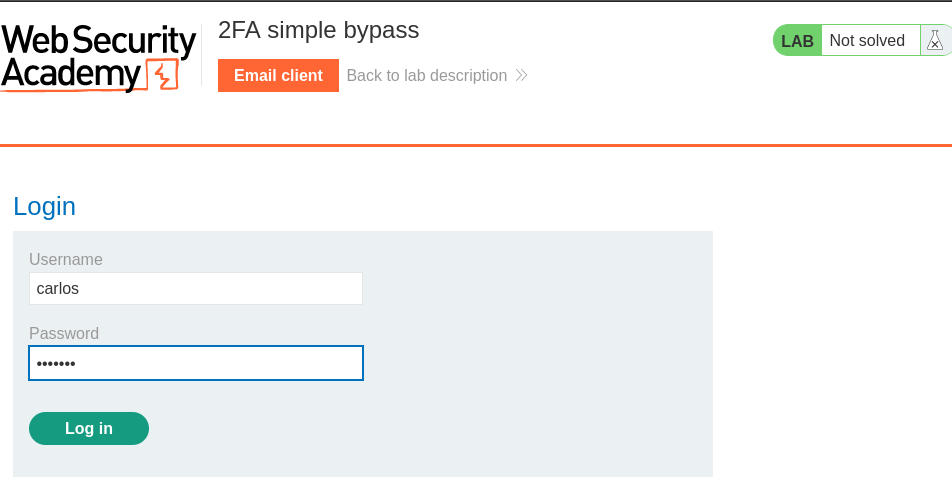 Web Security
Academy
2FA simple bypass
Email client Back to lab description
LAB Not solved
Login
Username
carlos
Password
•••••••
Log in